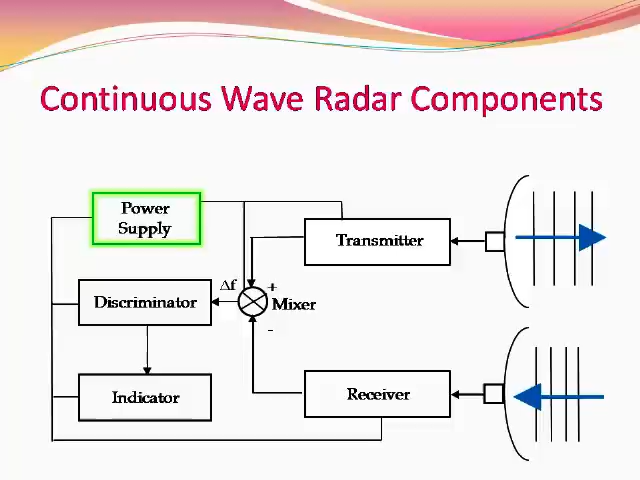 Continuous Wave Radar Components
Power
Supply
Transmitter
Δf
+
Discriminator
Mixer
-
Indicator
Receiver